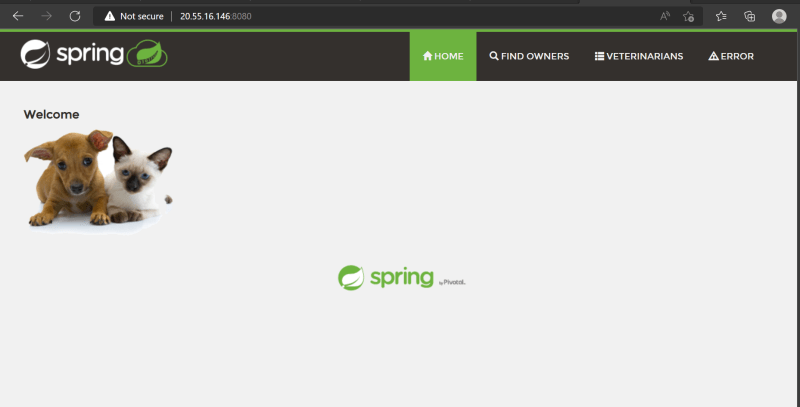 Not secure 20.55.16.146:8080
spring
HOME FIND OWNERS VETERINARIANS ERROR
Welcome
spring by Pivotal.